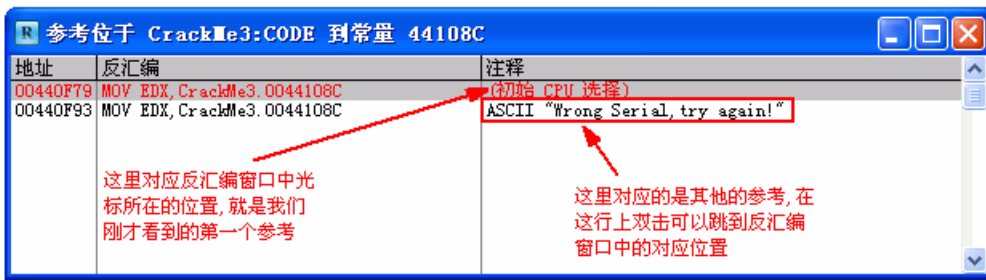 R 参考位于 CrackMe3:CODE 到常量 44108C
地址 反汇编 注释
00440F79 MOV EDX,CrackMe3.0044108C (初始 CPU 选择)
00440F93 MOV EDX,CrackMe3.0044108C ASCII "Wrong Serial,try again!"
这里对应反汇编窗口中光
标所在的位置,就是我们
刚才看到的第一个参考
这里对应的是其他的参考,在
这行上双击可以跳到反汇编
窗口中的对应位置